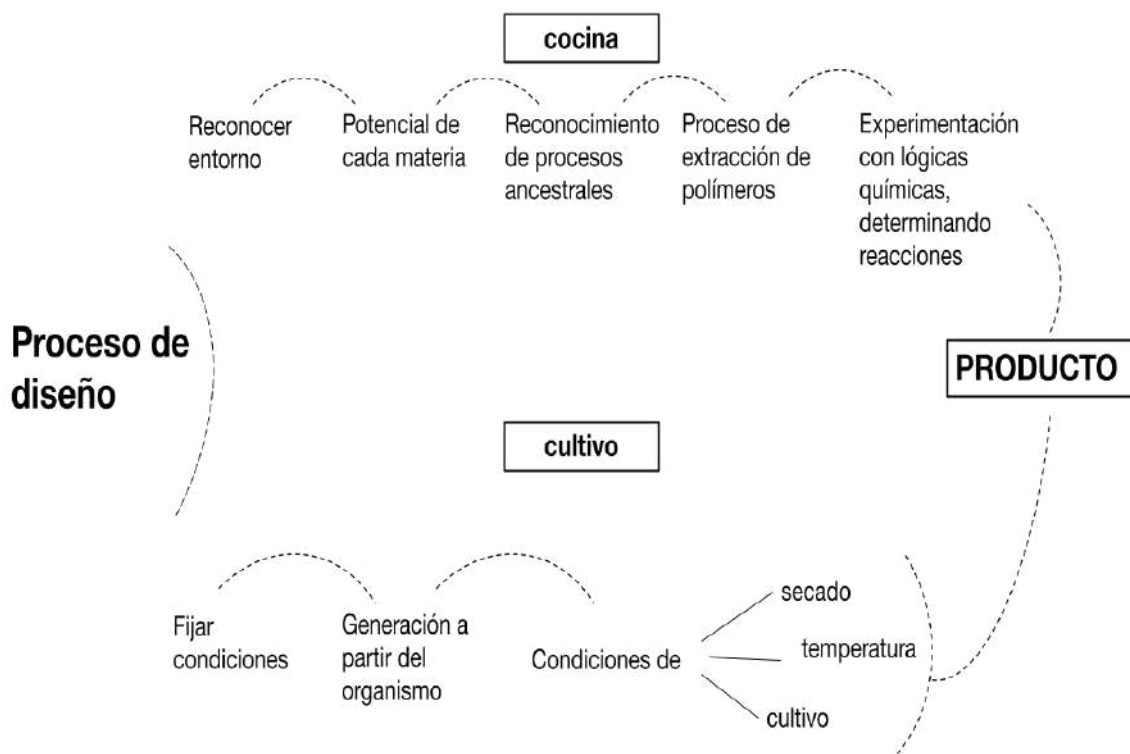 cocina
Reconocer
entorno
Potencial de
cada materia
Reconocimiento
de procesos
ancestrales
Proceso de
extracción de
polímeros
Experimentación
con lógicas
químicas,
determinando
reacciones
Proceso de
diseño
PRODUCTO
cultivo
Fijar
condiciones
Generación a
partir del
organismo
Condiciones de
secado
temperatura
cultivo